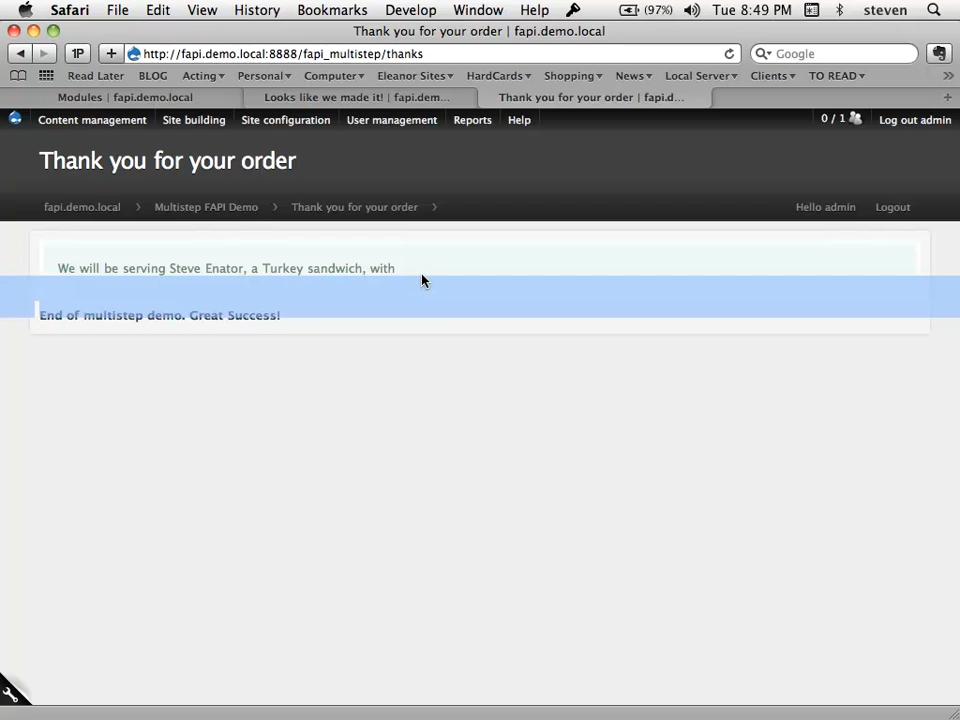 Safari File Edit View History Bookmarks Develop Window Help (97%) Tue 8:49 PM steven
Thank you for your order | fapi.demo.local
1P + http://fapi.demo.local:8888/fapi_multistep/thanks Google
Read Later BLOG Acting Personal Computer Eleanor Sites HardCards Shopping News Local Server Clients TO READ »
Modules | fapi.demo.local Looks like we made it! | fapi.dem... Thank you for your order | fapi.d... +
Content management Site building Site configuration User management Reports Help 0 / 1 Log out admin
Thank you for your order
fapi.demo.local › Multistep FAPI Demo › Thank you for your order › Hello admin Logout
We will be serving Steve Enator, a Turkey sandwich, with
End of multistep demo. Great Success!